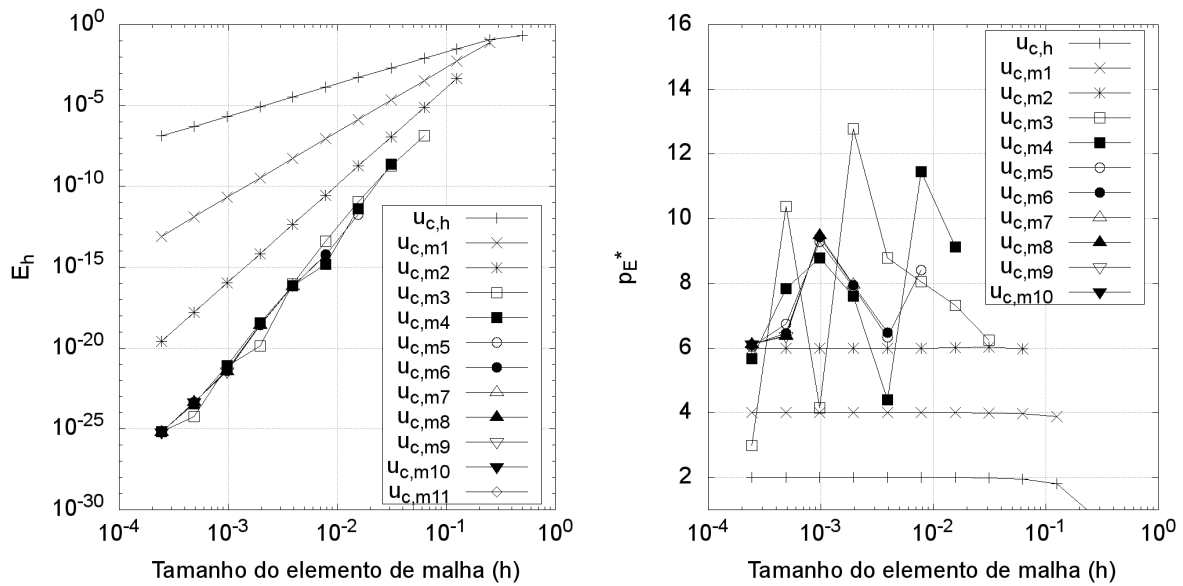 10^0
10^-5
10^-10
10^-15
10^-20
10^-25
10^-30
E_h
u_c,h
u_c,m1
u_c,m2
u_c,m3
u_c,m4
u_c,m5
u_c,m6
u_c,m7
u_c,m8
u_c,m9
u_c,m10
u_c,m11
10^-4 10^-3 10^-2 10^-1 10^0
Tamanho do elemento de malha (h)
16
14
12
10
8
6
4
2
p_E*
u_c,h
u_c,m1
u_c,m2
u_c,m3
u_c,m4
u_c,m5
u_c,m6
u_c,m7
u_c,m8
u_c,m9
u_c,m10
10^-4 10^-3 10^-2 10^-1 10^0
Tamanho do elemento de malha (h)